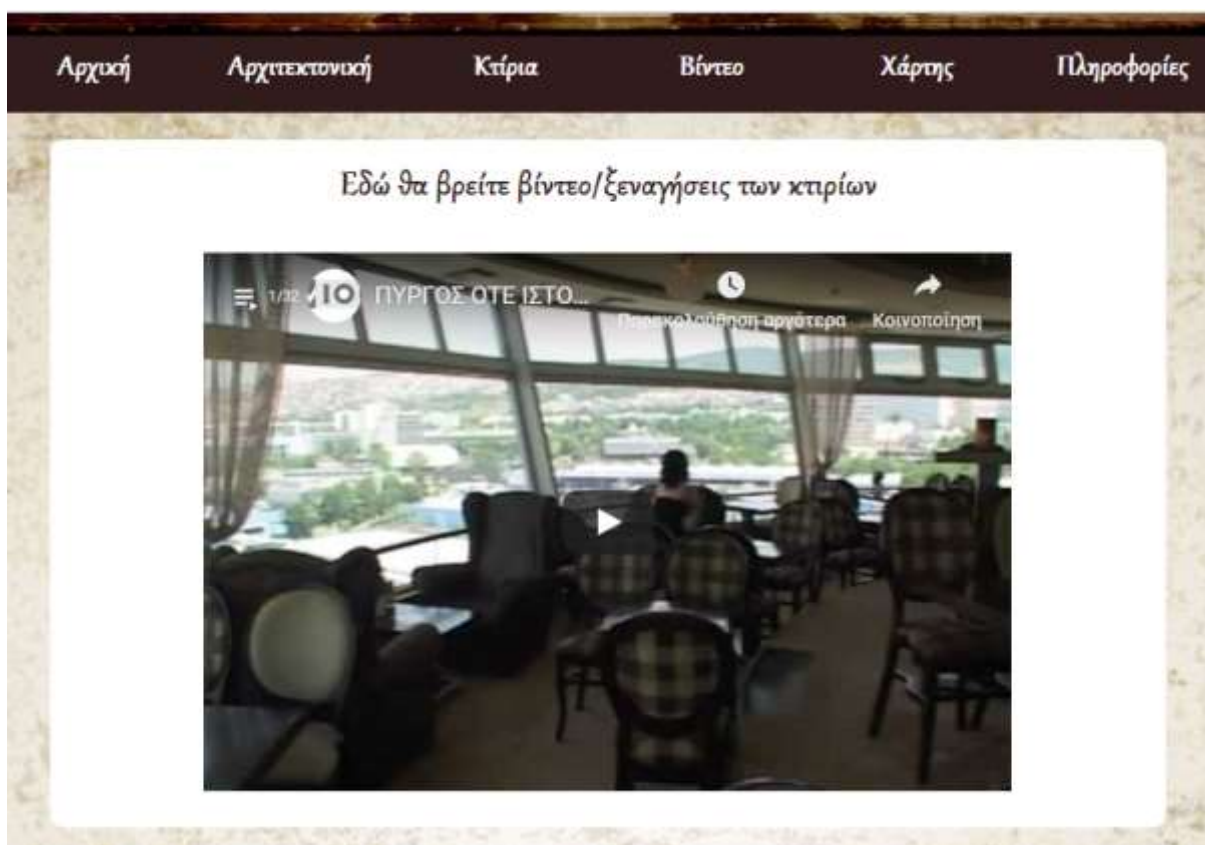 Αρχική Αρχιτεκτονική Κτίρια Βίντεο Χάρτης Πληροφορίες
Εδώ θα βρείτε βίντεο/ξεναγήσεις των κτιρίων
1/32 ΠΥΡΓΟΣ ΟΤΕ ΙΣΤΟ...
Παρακολούθηση αργότερα Κοινοποίηση